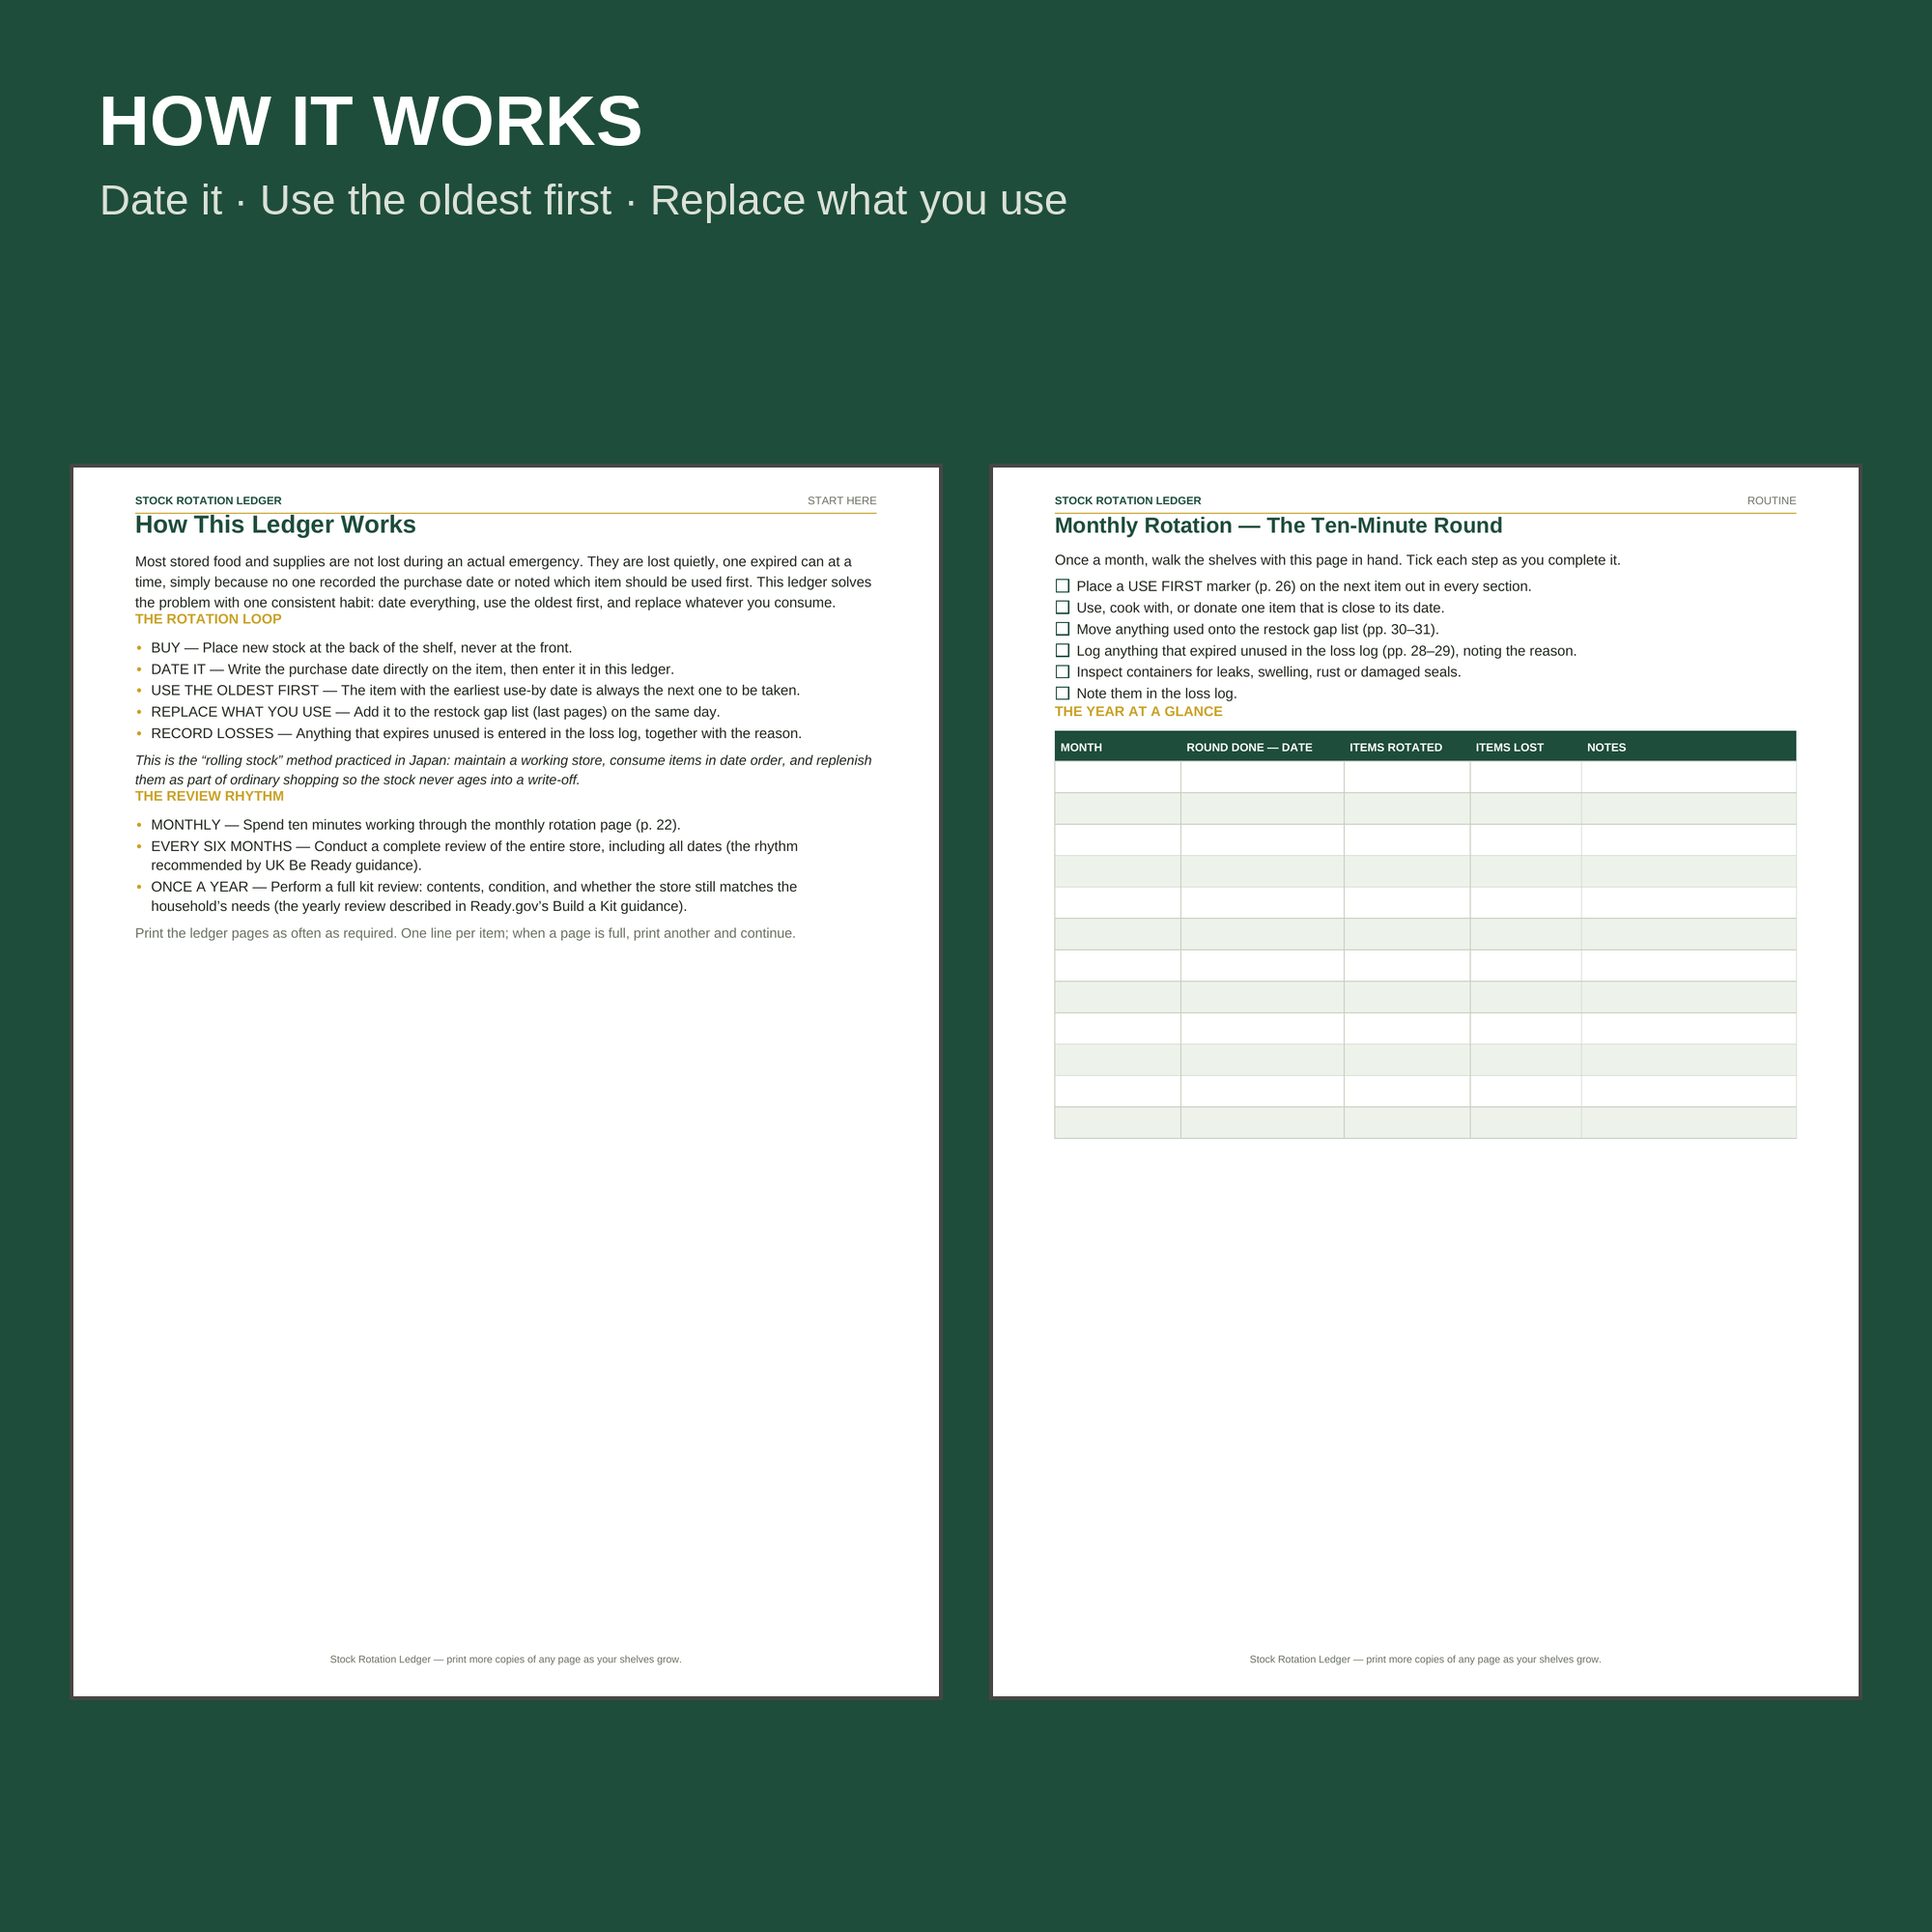 HOW IT WORKS
Date it · Use the oldest first · Replace what you use
STOCK ROTATION LEDGER
START HERE
How This Ledger Works
Most stored food and supplies are not lost during an actual emergency. They are lost quietly, one expired can at a
time, simply because no one recorded the purchase date or noted which item should be used first. This ledger solves
the problem with one consistent habit: date everything, use the oldest first, and replace whatever you consume.
THE ROTATION LOOP
• BUY — Place new stock at the back of the shelf, never at the front.
• DATE IT — Write the purchase date directly on the item, then enter it in this ledger.
• USE THE OLDEST FIRST — The item with the earliest use-by date is always the next one to be taken.
• REPLACE WHAT YOU USE — Add it to the restock gap list (last pages) on the same day.
• RECORD LOSSES — Anything that expires unused is entered in the loss log, together with the reason.
This is the “rolling stock” method practiced in Japan: maintain a working store, consume items in date order, and replenish
them as part of ordinary shopping so the stock never ages into a write-off.
THE REVIEW RHYTHM
• MONTHLY — Spend ten minutes working through the monthly rotation page (p. 22).
• EVERY SIX MONTHS — Conduct a complete review of the entire store, including all dates (the rhythm
recommended by UK Be Ready guidance).
• ONCE A YEAR — Perform a full kit review: contents, condition, and whether the store still matches the
household’s needs (the yearly review described in Ready.gov’s Build a Kit guidance).
Print the ledger pages as often as required. One line per item; when a page is full, print another and continue.
Stock Rotation Ledger — print more copies of any page as your shelves grow.
STOCK ROTATION LEDGER
ROUTINE
Monthly Rotation — The Ten-Minute Round
Once a month, walk the shelves with this page in hand. Tick each step as you complete it.
☐ Place a USE FIRST marker (p. 26) on the next item out in every section.
☐ Use, cook with, or donate one item that is close to its date.
☐ Move anything used onto the restock gap list (pp. 30–31).
☐ Log anything that expired unused in the loss log (pp. 28–29), noting the reason.
☐ Inspect containers for leaks, swelling, rust or damaged seals.
☐ Note them in the loss log.
THE YEAR AT A GLANCE
MONTH ROUND DONE — DATE ITEMS ROTATED ITEMS LOST NOTES
Stock Rotation Ledger — print more copies of any page as your shelves grow.